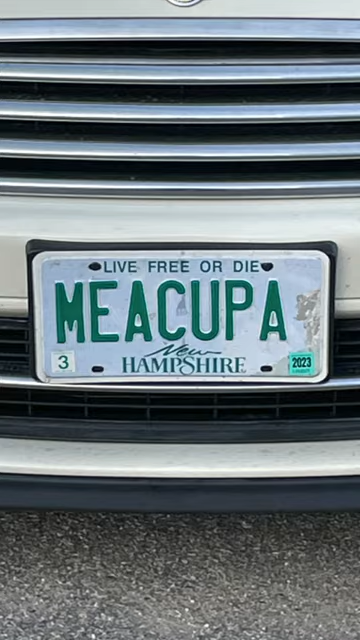 LIVE FREE OR DIE
MEACUPA
3
New
HAMPSHIRE
2023